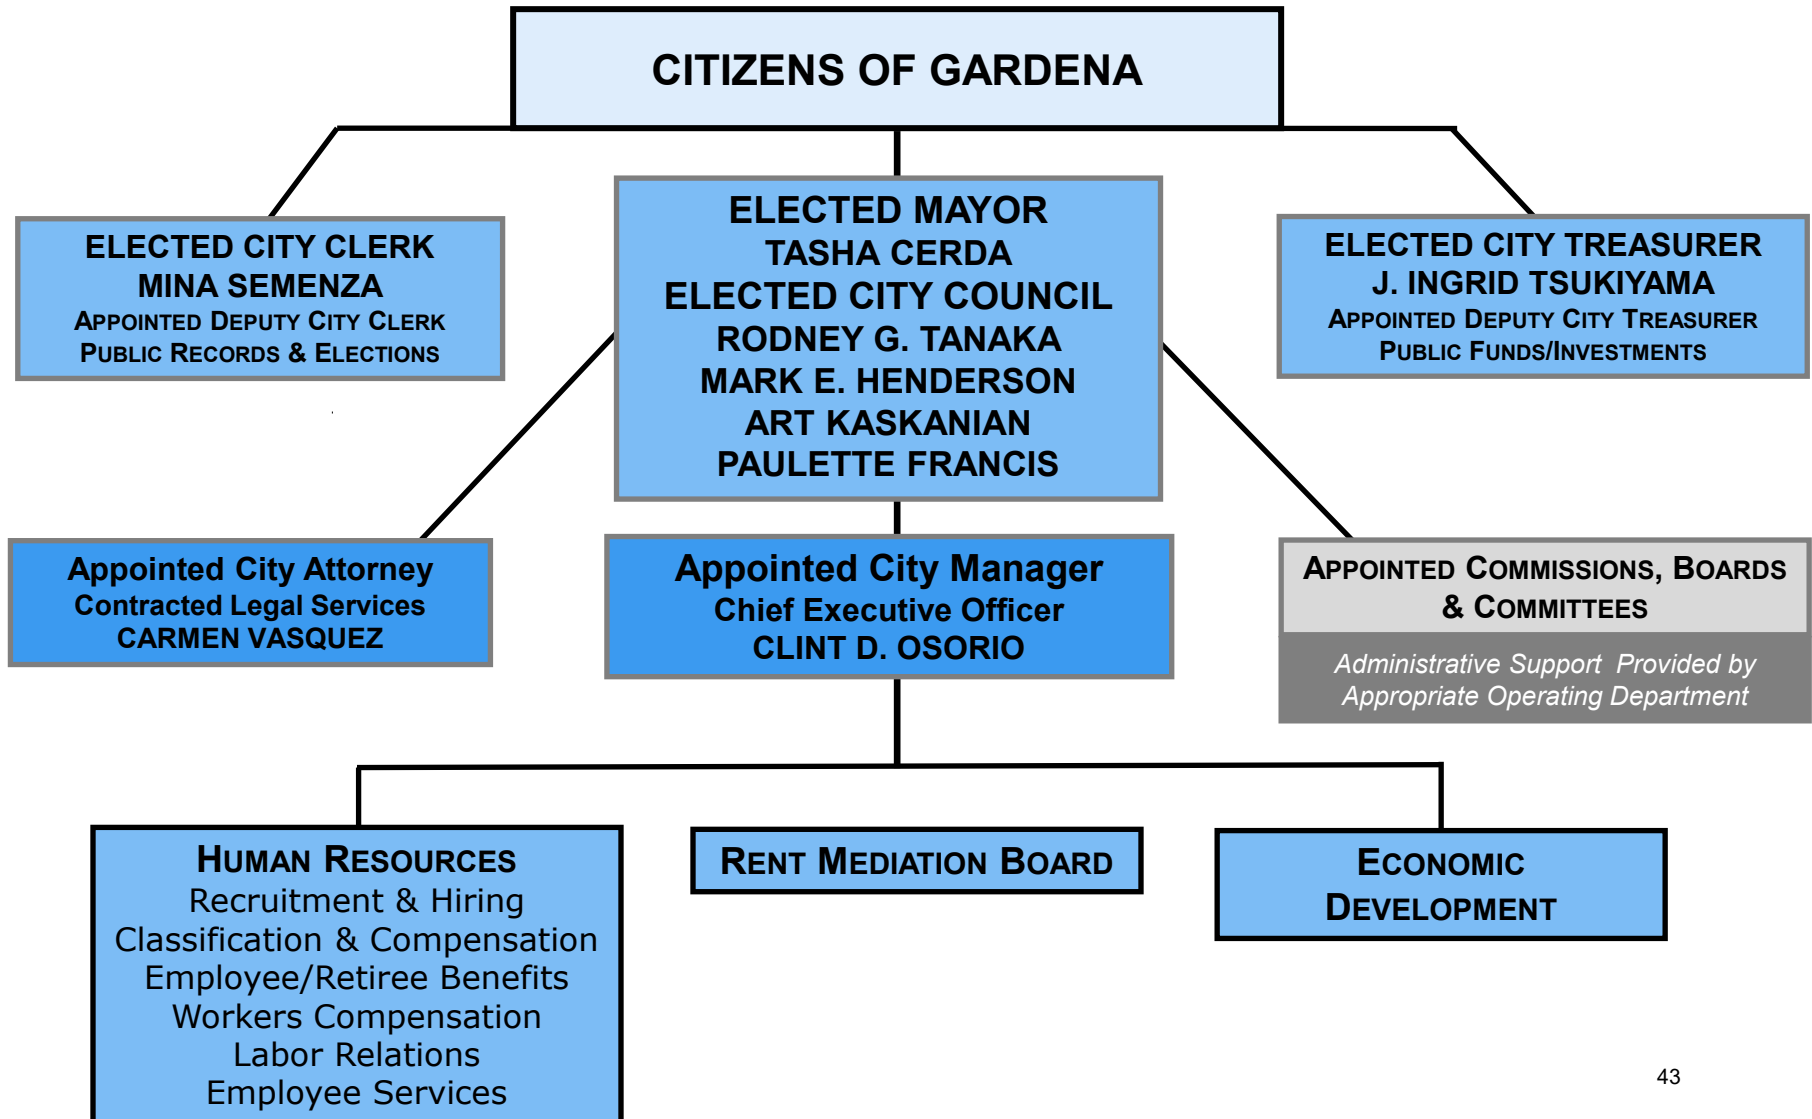 CITIZENS OF GARDENA
ELECTED CITY CLERK
MINA SEMENZA
APPOINTED DEPUTY CITY CLERK
PUBLIC RECORDS & ELECTIONS
ELECTED MAYOR
TASHA CERDA
ELECTED CITY COUNCIL
RODNEY G. TANAKA
MARK E. HENDERSON
ART KASKANIAN
PAULETTE FRANCIS
ELECTED CITY TREASURER
J. INGRID TSUKIYAMA
APPOINTED DEPUTY CITY TREASURER
PUBLIC FUNDS/INVESTMENTS
Appointed City Attorney
Contracted Legal Services
CARMEN VASQUEZ
Appointed City Manager
Chief Executive Officer
CLINT D. OSORIO
APPOINTED COMMISSIONS, BOARDS
& COMMITTEES
Administrative Support Provided by
Appropriate Operating Department
HUMAN RESOURCES
Recruitment & Hiring
Classification & Compensation
Employee/Retiree Benefits
Workers Compensation
Labor Relations
Employee Services
RENT MEDIATION BOARD
ECONOMIC
DEVELOPMENT
43